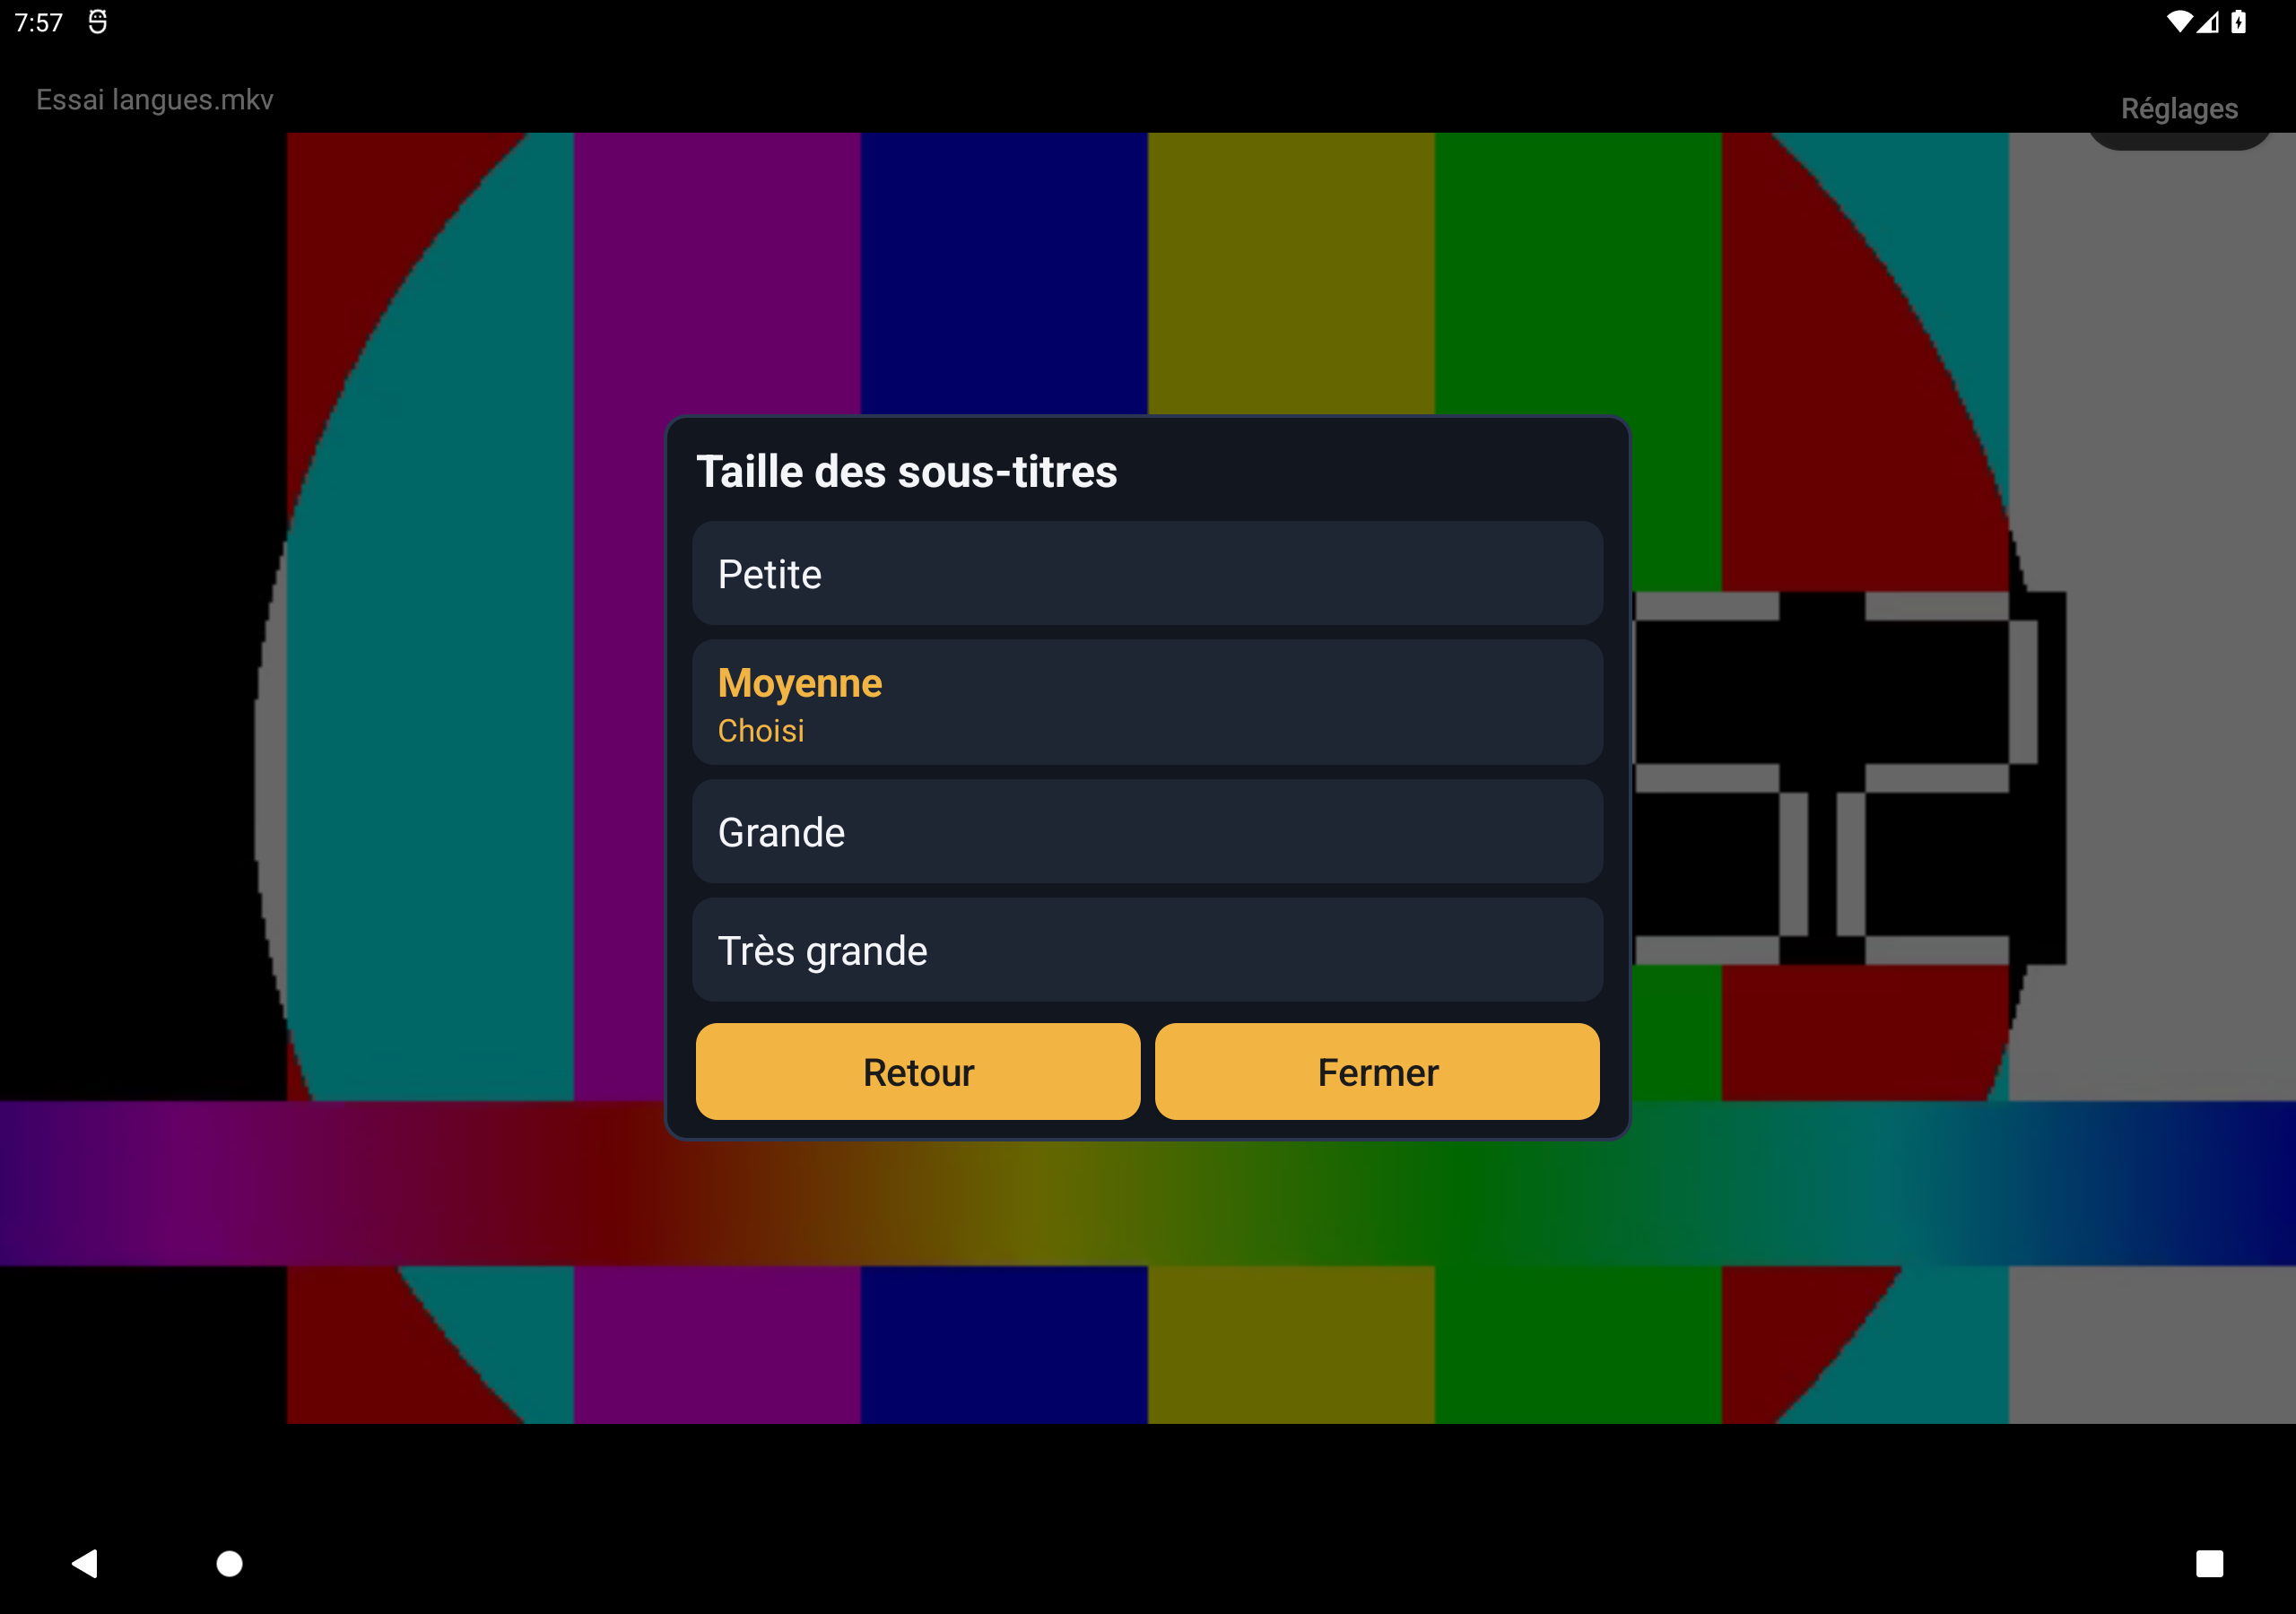 7:57
Essai langues.mkv
Réglages
Taille des sous-titres
Petite
Moyenne
Choisi
Grande
Très grande
Retour
Fermer